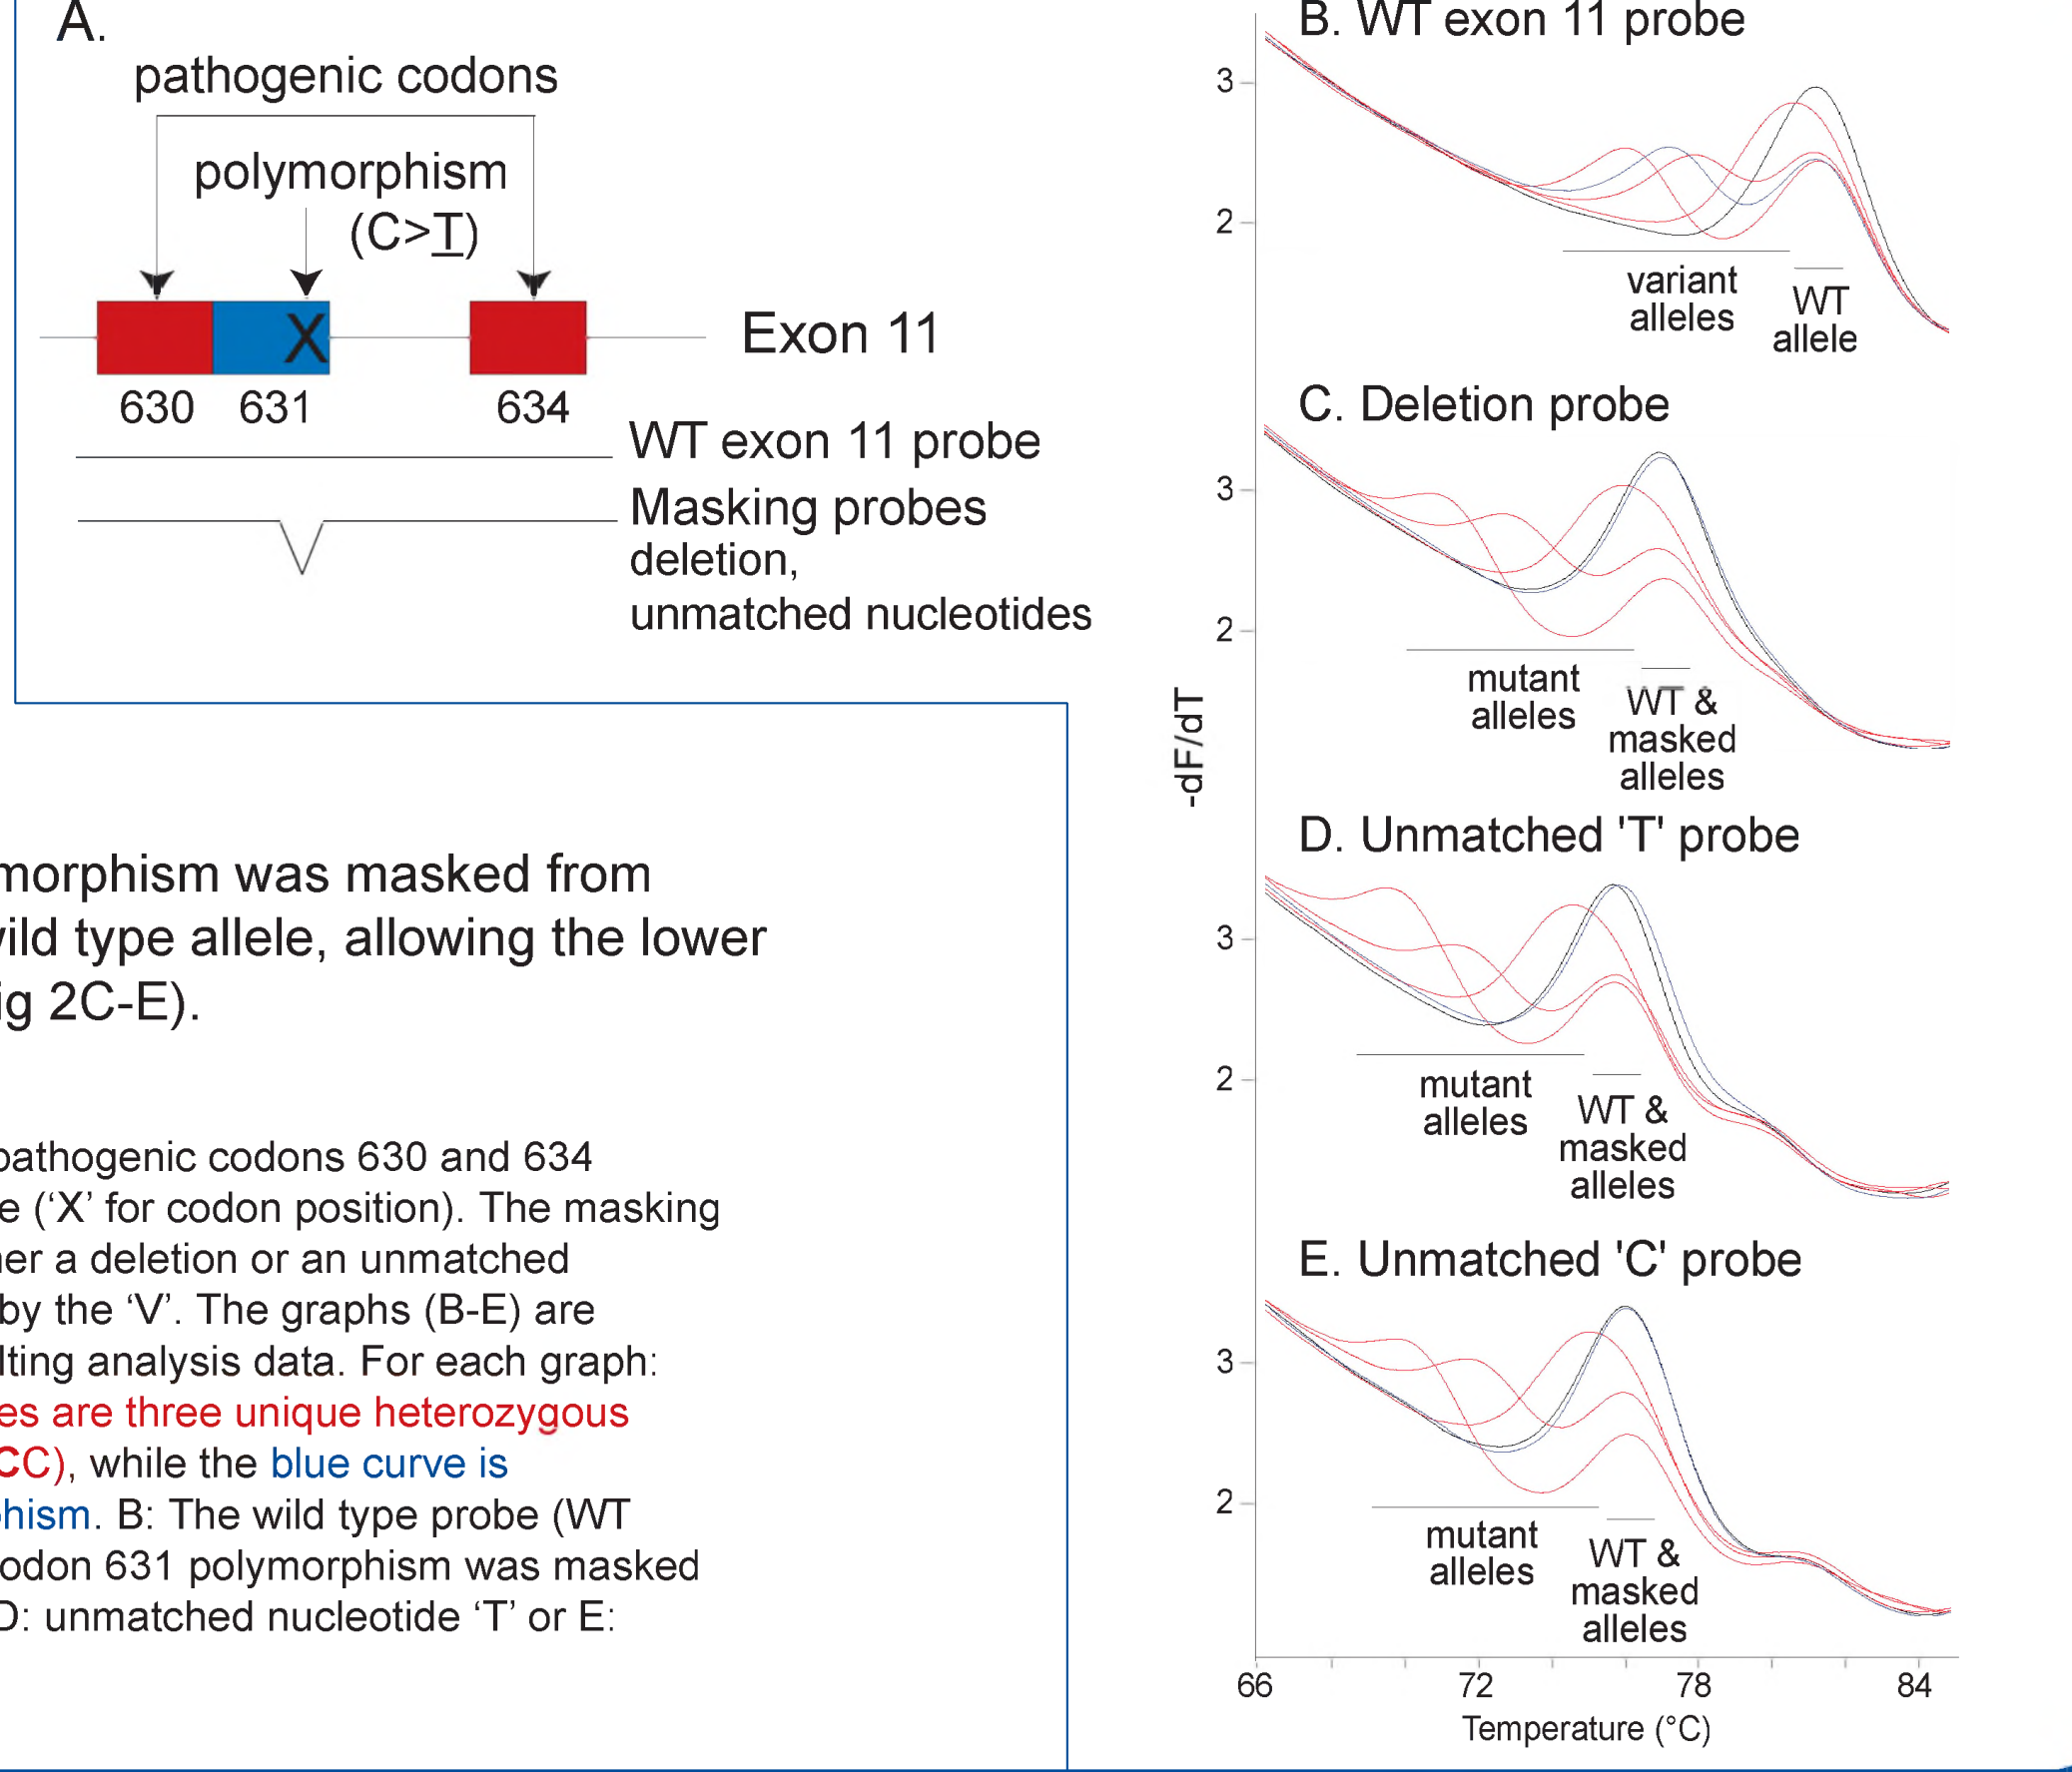 A.
pathogenic codons
polymorphism
(C>T)
X
Exon 11
630 631 634
WT exon 11 probe
Masking probes
deletion,
unmatched nucleotides
morphism was masked from
ild type allele, allowing the lower
ig 2C-E).
pathogenic codons 630 and 634
e (‘X’ for codon position). The masking
er a deletion or an unmatched
by the ‘V’. The graphs (B-E) are
lting analysis data. For each graph:
es are three unique heterozygous
CC), while the blue curve is
hism. B: The wild type probe (WT
odon 631 polymorphism was masked
D: unmatched nucleotide ‘T’ or E:
B. WT exon 11 probe
3
2
variant
alleles
WT
allele
C. Deletion probe
3
2
mutant
alleles
WT &
masked
alleles
-dF/dT
D. Unmatched 'T' probe
3
2
mutant
alleles
WT &
masked
alleles
E. Unmatched 'C' probe
3
2
mutant
alleles
WT &
masked
alleles
66 72 78 84
Temperature (°C)